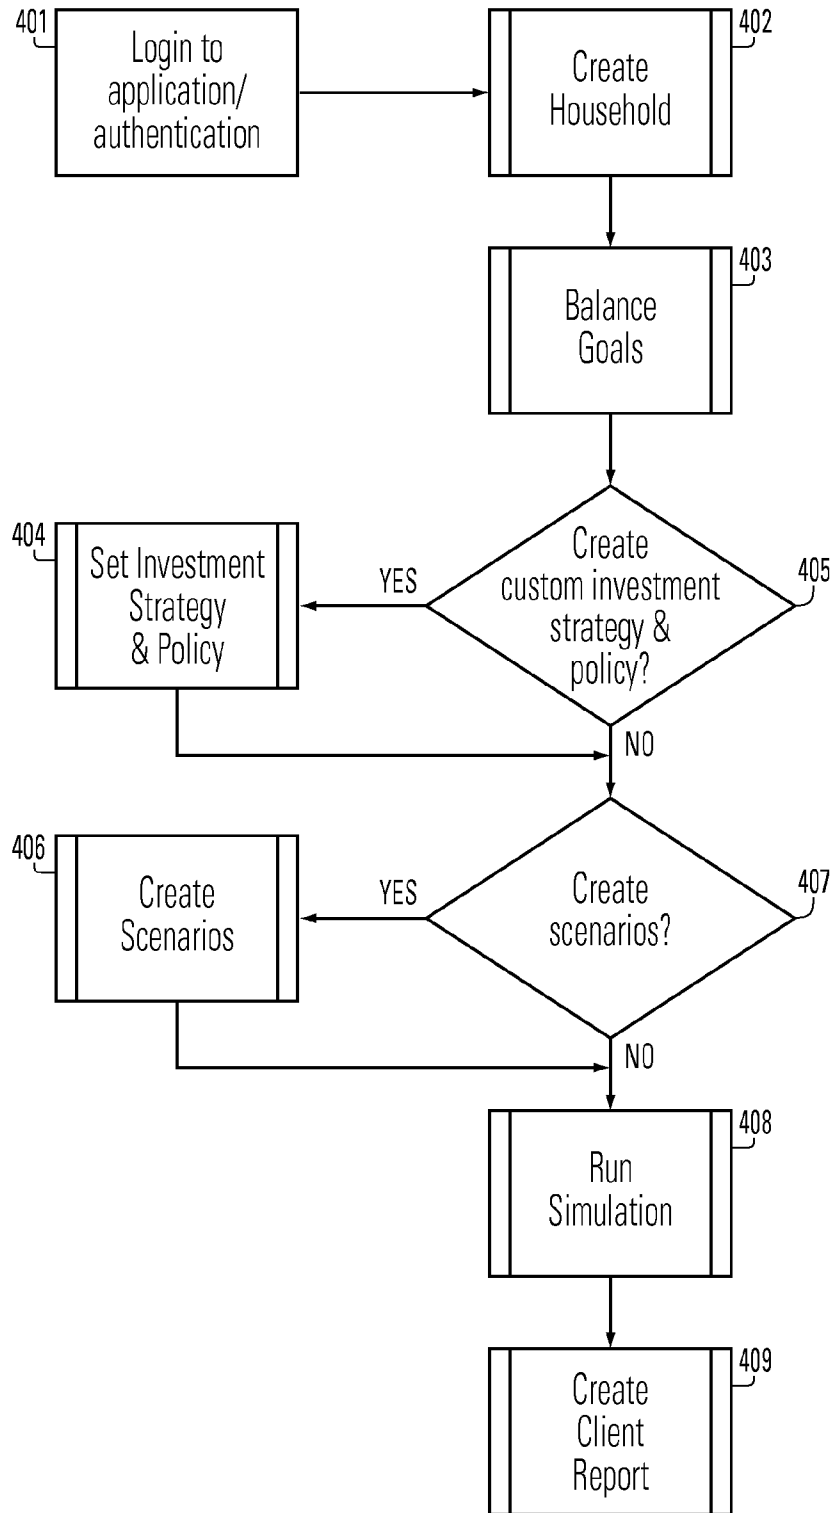 401
Login to
application/
authentication
402
Create
Household
403
Balance
Goals
404
Set Investment
Strategy
& Policy
YES
Create
custom investment
strategy &
policy?
405
NO
406
Create
Scenarios
YES
Create
scenarios?
407
NO
408
Run
Simulation
409
Create
Client
Report